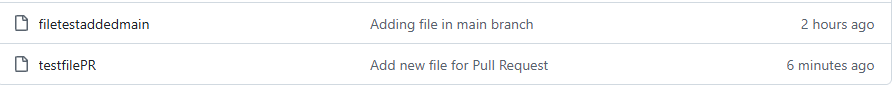 filetestaddedmain Adding file in main branch 2 hours ago
testfilePR Add new file for Pull Request 6 minutes ago